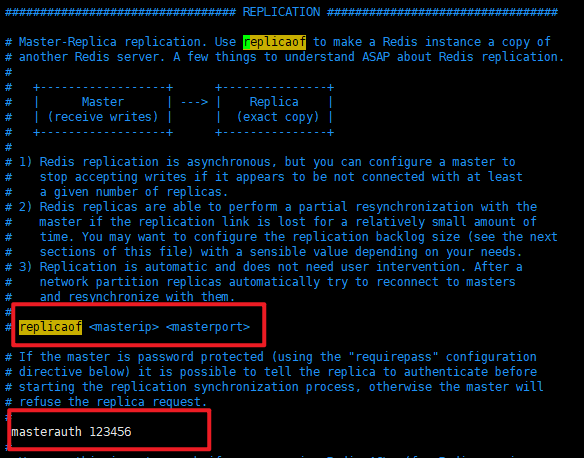 ################################# REPLICATION #################################
# Master-Replica replication. Use replicaof to make a Redis instance a copy of
# another Redis server. A few things to understand ASAP about Redis replication.
#
#   +------------------+      +---------------+
#   |      Master      | ---> |    Replica    |
#   | (receive writes) |      |  (exact copy) |
#   +------------------+      +---------------+
#
# 1) Redis replication is asynchronous, but you can configure a master to
#    stop accepting writes if it appears to be not connected with at least
#    a given number of replicas.
# 2) Redis replicas are able to perform a partial resynchronization with the
#    master if the replication link is lost for a relatively small amount of
#    time. You may want to configure the replication backlog size (see the next
#    sections of this file) with a sensible value depending on your needs.
# 3) Replication is automatic and does not need user intervention. After a
#    network partition replicas automatically try to reconnect to masters
#    and resynchronize with them.
#
# replicaof <masterip> <masterport>
# If the master is password protected (using the "requirepass" configuration
# directive below) it is possible to tell the replica to authenticate before
# starting the replication synchronization process, otherwise the master will
# refuse the replica request.
#
masterauth 123456
#